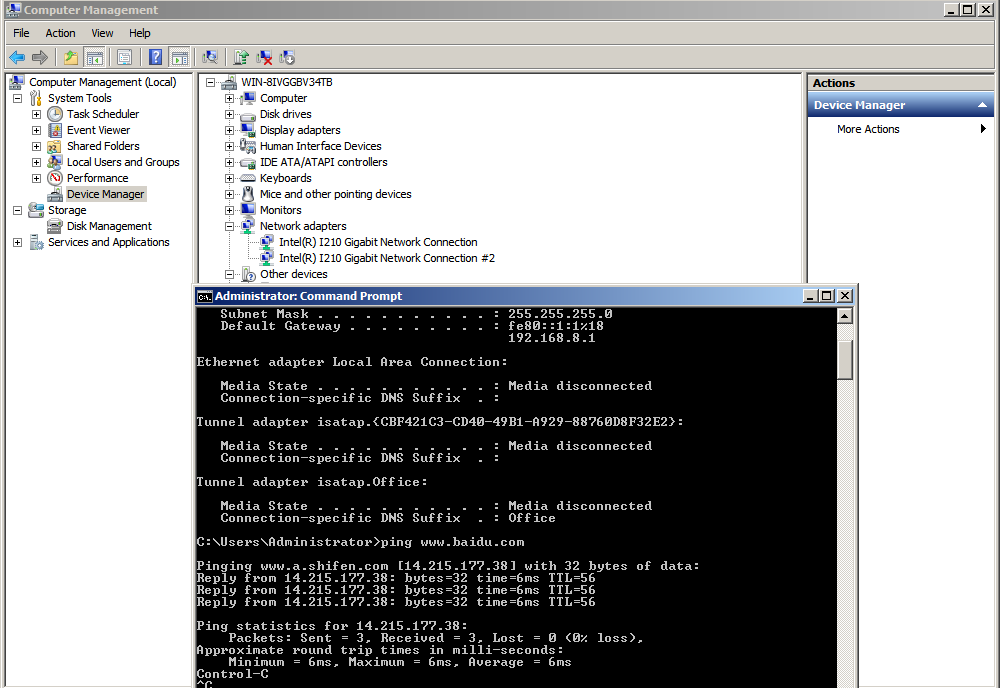 Computer Management
File Action View Help
Computer Management (Local)
System Tools
Task Scheduler
Event Viewer
Shared Folders
Local Users and Groups
Performance
Device Manager
Storage
Disk Management
Services and Applications
WIN-8IVGGBV34TB
Computer
Disk drives
Display adapters
Human Interface Devices
IDE ATA/ATAPI controllers
Keyboards
Mice and other pointing devices
Monitors
Network adapters
Intel(R) I210 Gigabit Network Connection
Intel(R) I210 Gigabit Network Connection #2
Other devices
Actions
Device Manager
More Actions
Administrator: Command Prompt
Subnet Mask . . . . . . . . . . . : 255.255.255.0
Default Gateway . . . . . . . . . : fe80::1:1%18
192.168.8.1
Ethernet adapter Local Area Connection:
Media State . . . . . . . . . . . : Media disconnected
Connection-specific DNS Suffix  . :
Tunnel adapter isatap.{CBF421C3-CD40-49B1-A929-88760D8F32E2}:
Media State . . . . . . . . . . . : Media disconnected
Connection-specific DNS Suffix  . :
Tunnel adapter isatap.Office:
Media State . . . . . . . . . . . : Media disconnected
Connection-specific DNS Suffix  . : Office
C:\Users\Administrator>ping www.baidu.com
Pinging www.a.shifen.com [14.215.177.38] with 32 bytes of data:
Reply from 14.215.177.38: bytes=32 time=6ms TTL=56
Reply from 14.215.177.38: bytes=32 time=6ms TTL=56
Reply from 14.215.177.38: bytes=32 time=6ms TTL=56
Ping statistics for 14.215.177.38:
Packets: Sent = 3, Received = 3, Lost = 0 (0% loss),
Approximate round trip times in milli-seconds:
Minimum = 6ms, Maximum = 6ms, Average = 6ms
Control-C
^C